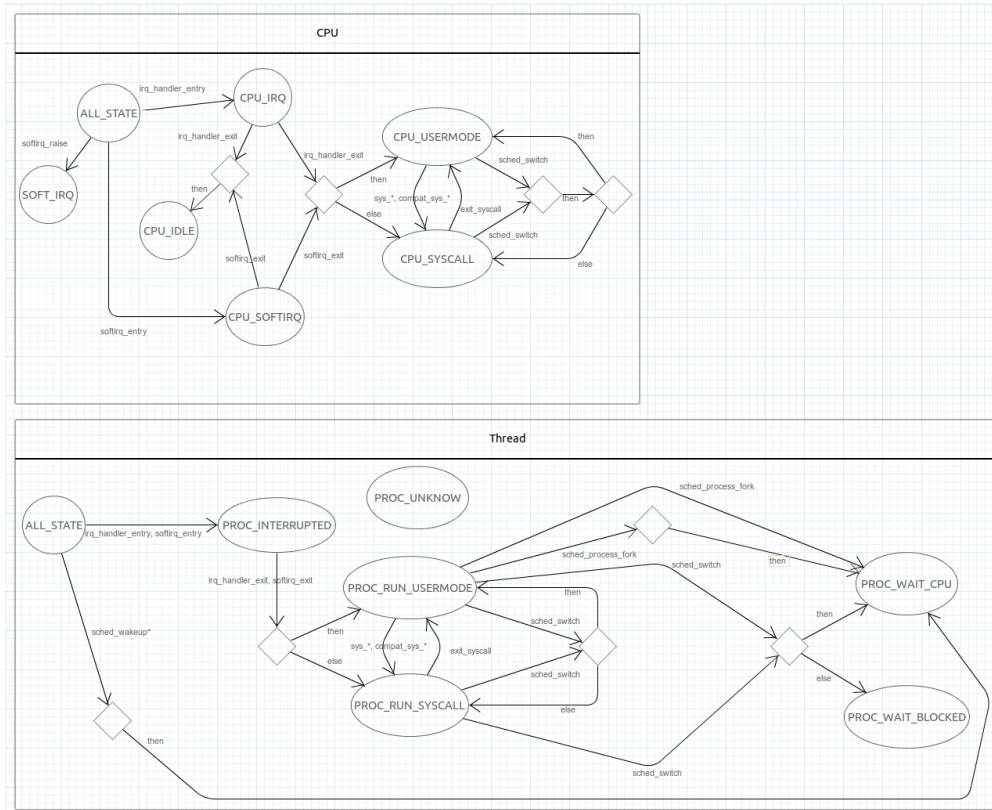 CPU
irq_handler_entry
CPU_IRQ
ALL_STATE
irq_handler_exit
CPU_USERMODE
then
softirq_raise
irq_handler_exit
sched_switch
then
then
SOFT_IRQ
sys_*, compat_sys_*
then
else
exit_syscall
CPU_IDLE
sched_switch
softirq_exit
softirq_exit
CPU_SYSCALL
else
CPU_SOFTIRQ
softirq_entry
Thread
sched_process_fork
PROC_UNKNOW
ALL_STATE
PROC_INTERRUPTED
irq_handler_entry, softirq_entry
sched_process_fork
then
sched_switch
irq_handler_exit, softirq_exit
PROC_RUN_USERMODE
PROC_WAIT_CPU
then
then
sched_switch
then
sched_wakeup*
sys_*, compat_sys_*
exit_syscall
else
sched_switch
else
PROC_RUN_SYSCALL
else
PROC_WAIT_BLOCKED
then
sched_switch